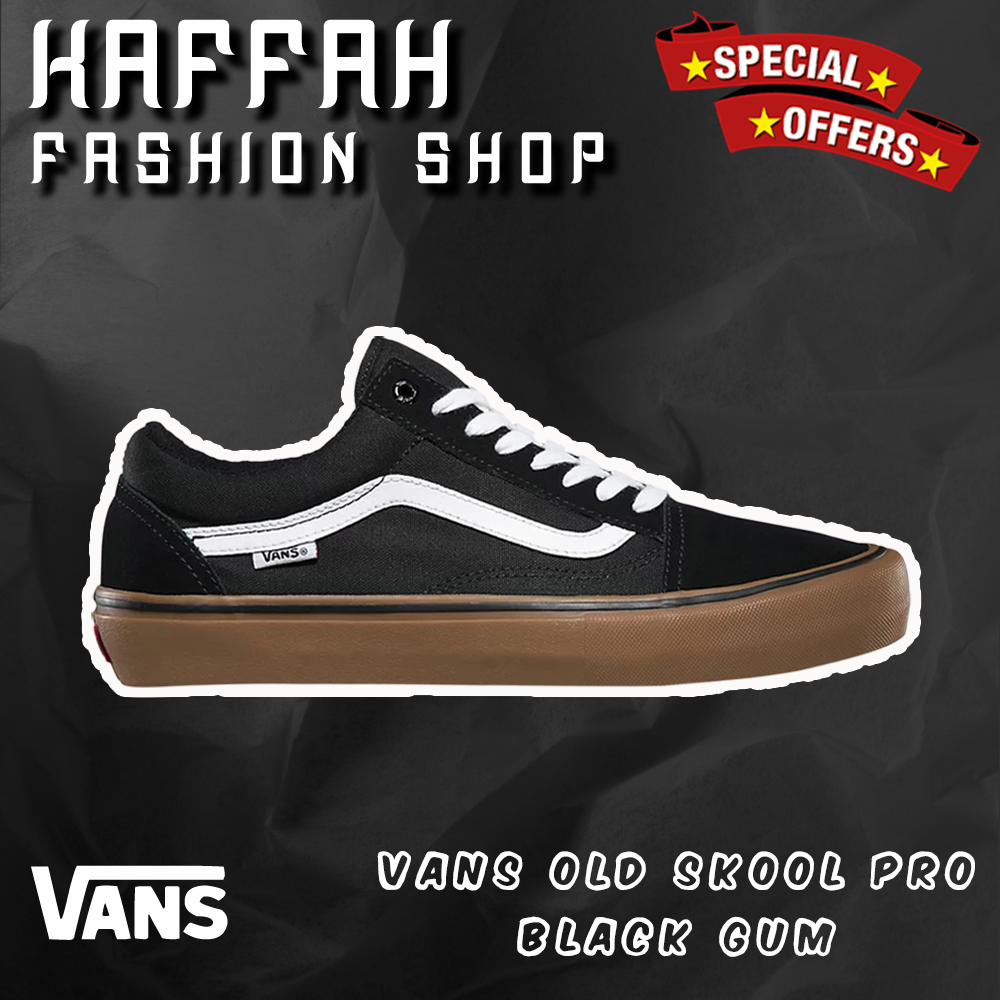 KAFFAH
FASHION SHOP
SPECIAL
OFFERS
VANS®
VANS
VANS OLD SKOOL PRO
BLACK GUM